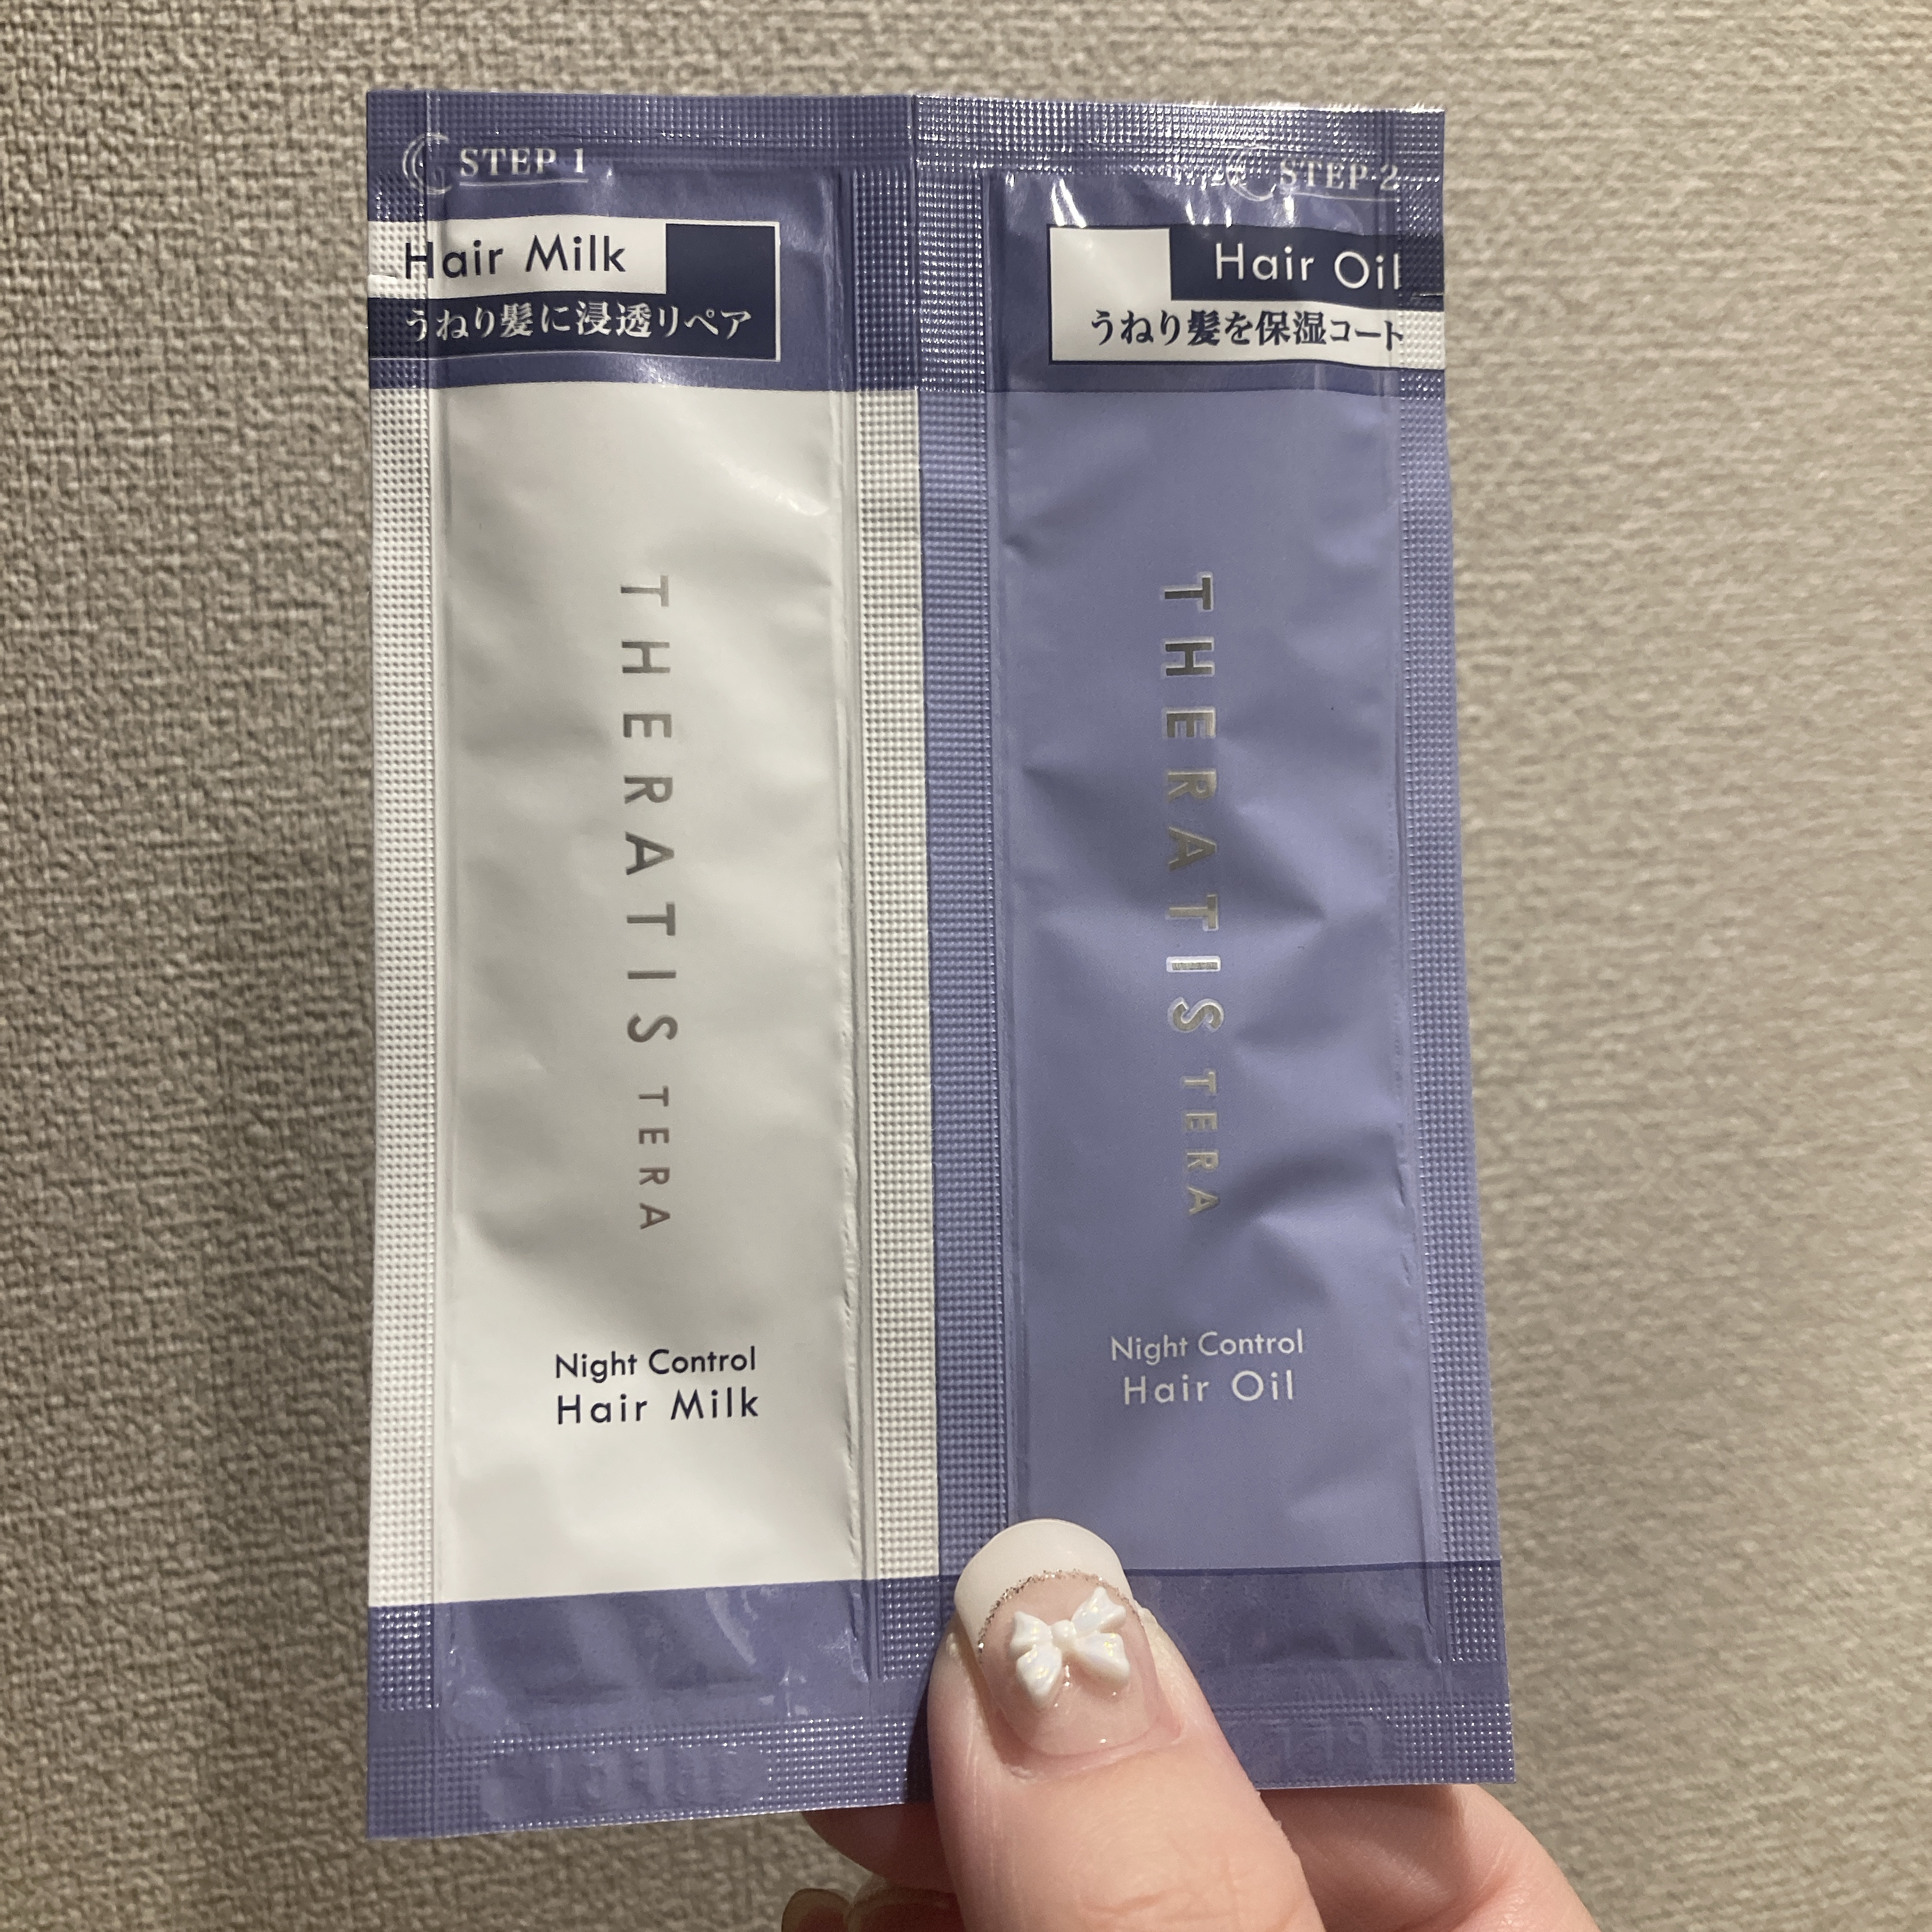 STEP 1
Hair Milk
うねり髪に浸透リペア
THERATIS TERA
Night Control
Hair Milk
STEP 2
Hair Oil
うねり髪を保湿コート
THERATIS TERA
Night Control
Hair Oil